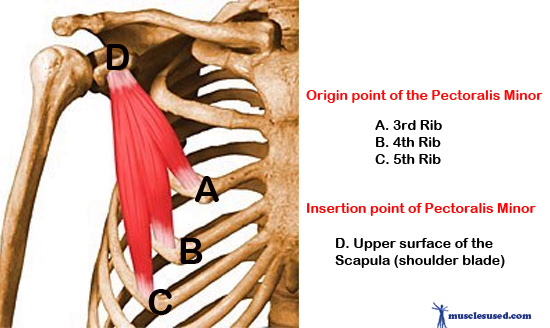 D
A
B
C
Origin point of the Pectoralis Minor
A. 3rd Rib
B. 4th Rib
C. 5th Rib
Insertion point of Pectoralis Minor
D. Upper surface of the
Scapula (shoulder blade)
musclesused.com